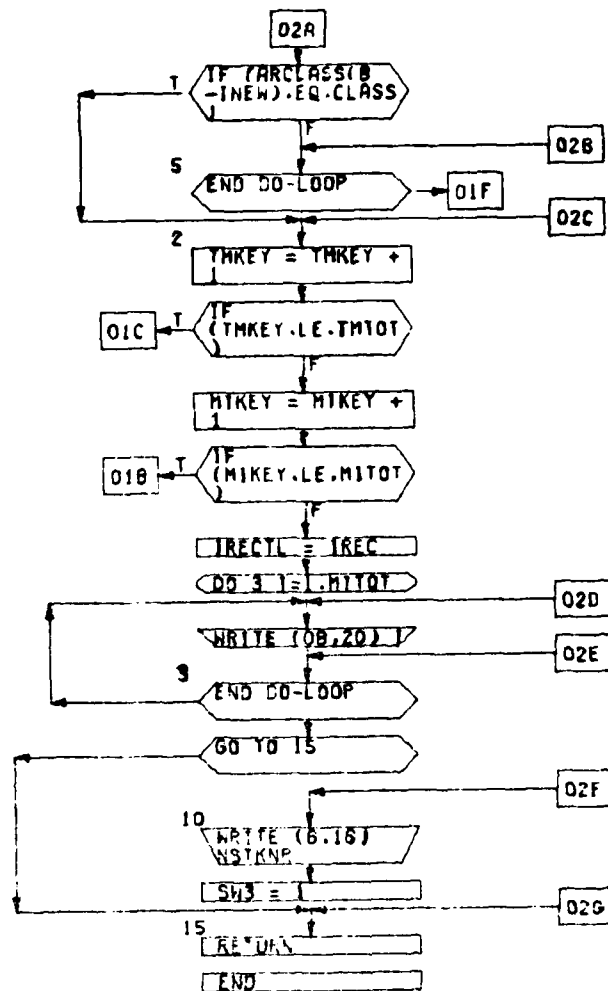 02A
T
IF (ARCLASS(B
-INEW).EQ.CLASS
)
F
02B
5
END DO-LOOP
01F
02C
2
TMKEY = TMKEY +
1
IF
(TMKEY.LE.TMTOT
)
T
01C
F
MIKEY = MIKEY +
1
IF
(MIKEY.LE.MITOT
)
T
01B
F
IRECTL = IREC
DO 3 I=1.MITOT
02D
WRITE (08,20) I
02E
3
END DO-LOOP
GO TO 15
02F
10
WRITE (6.16)
NSTKNR
SW3 = 1
02G
15
RETURN
END